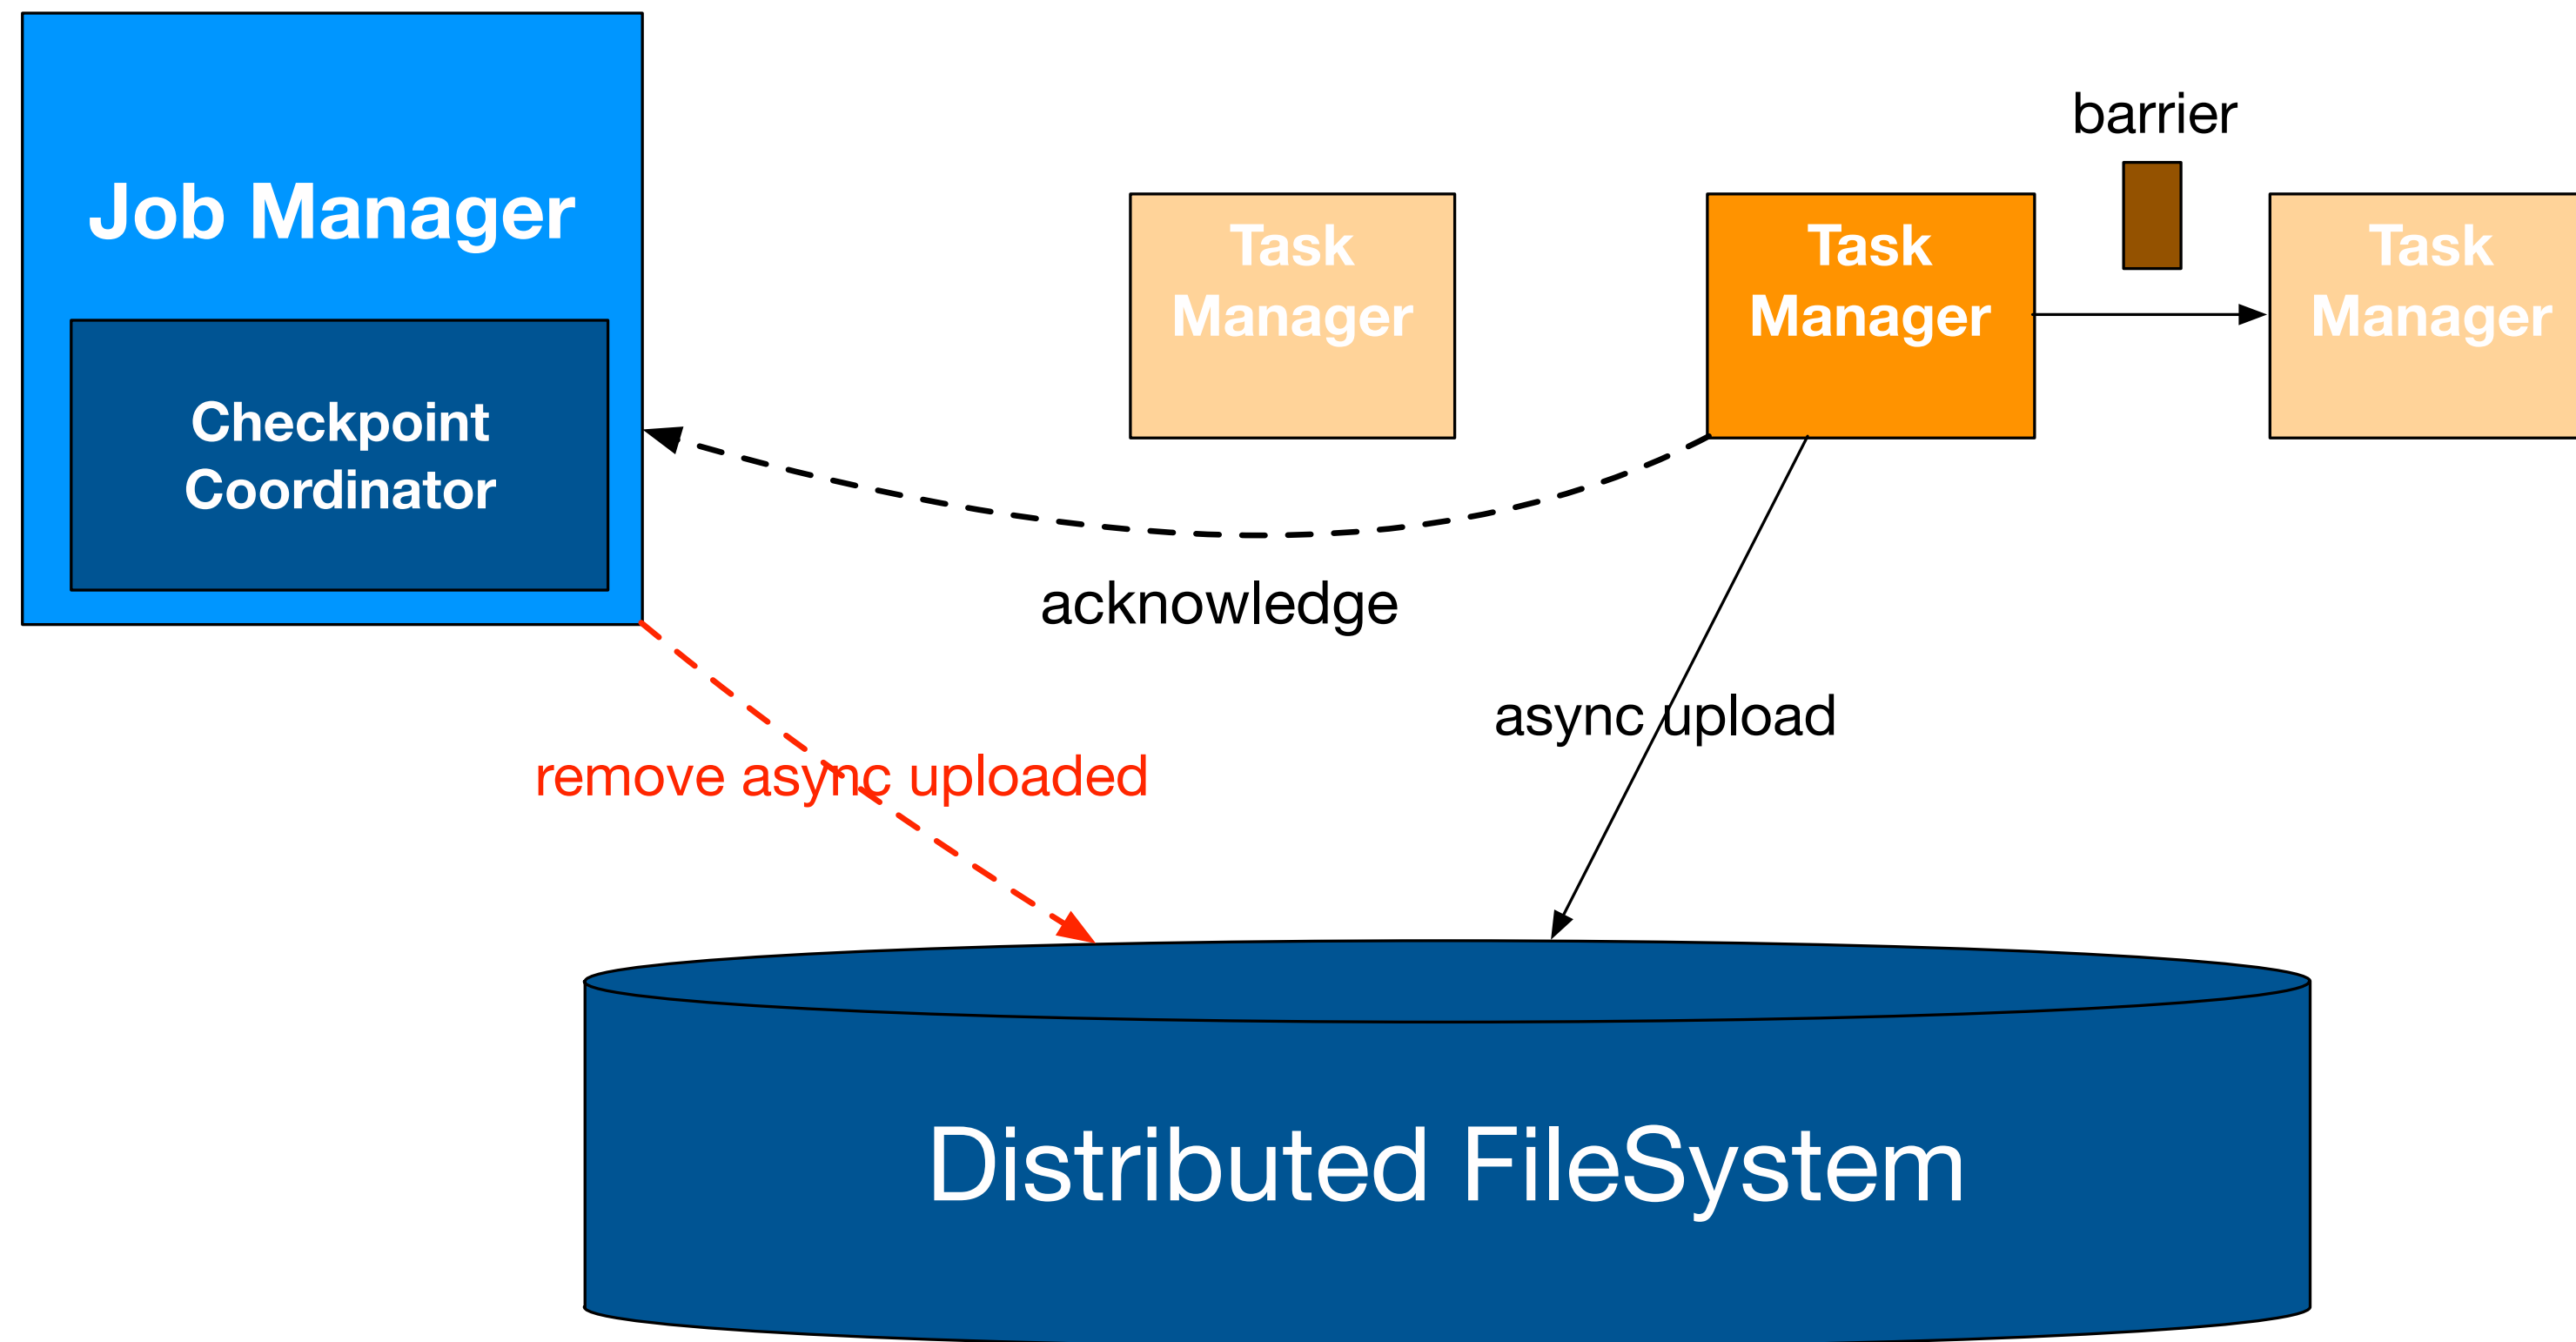 barrier
Job Manager
Task
Manager
Task
Manager
Task
Manager
Checkpoint
Coordinator
acknowledge
async upload
remove async uploaded
Distributed FileSystem